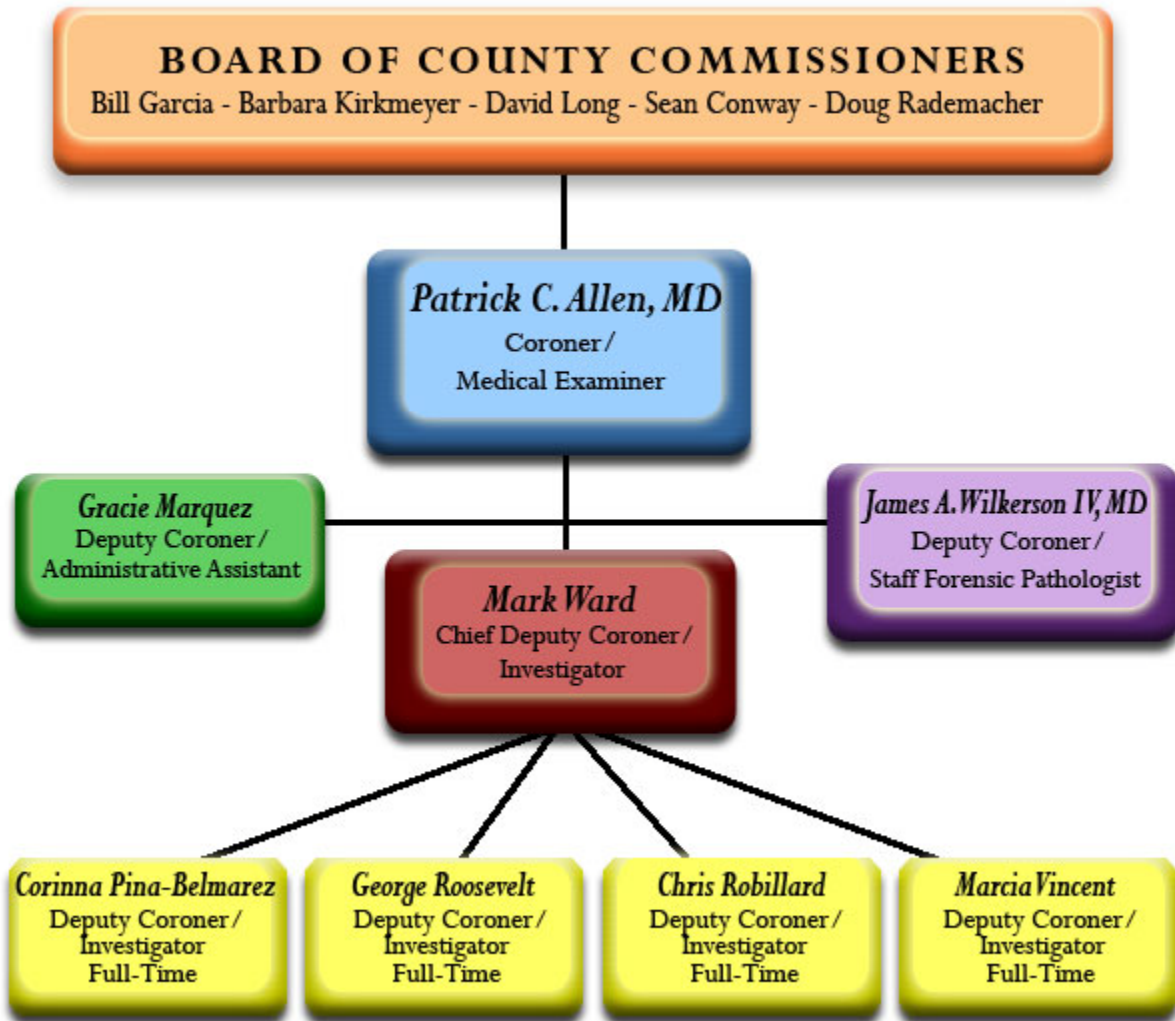 BOARD OF COUNTY COMMISSIONERS
Bill Garcia - Barbara Kirkmeyer - David Long - Sean Conway - Doug Rademacher
Patrick C. Allen, MD
Coroner/
Medical Examiner
Gracie Marquez
Deputy Coroner/
Administrative Assistant
Mark Ward
Chief Deputy Coroner/
Investigator
James A. Wilkerson IV, MD
Deputy Coroner/
Staff Forensic Pathologist
Corinna Pina-Belmarez
Deputy Coroner/
Investigator
Full-Time
George Roosevelt
Deputy Coroner/
Investigator
Full-Time
Chris Robillard
Deputy Coroner/
Investigator
Full-Time
Marcia Vincent
Deputy Coroner/
Investigator
Full-Time